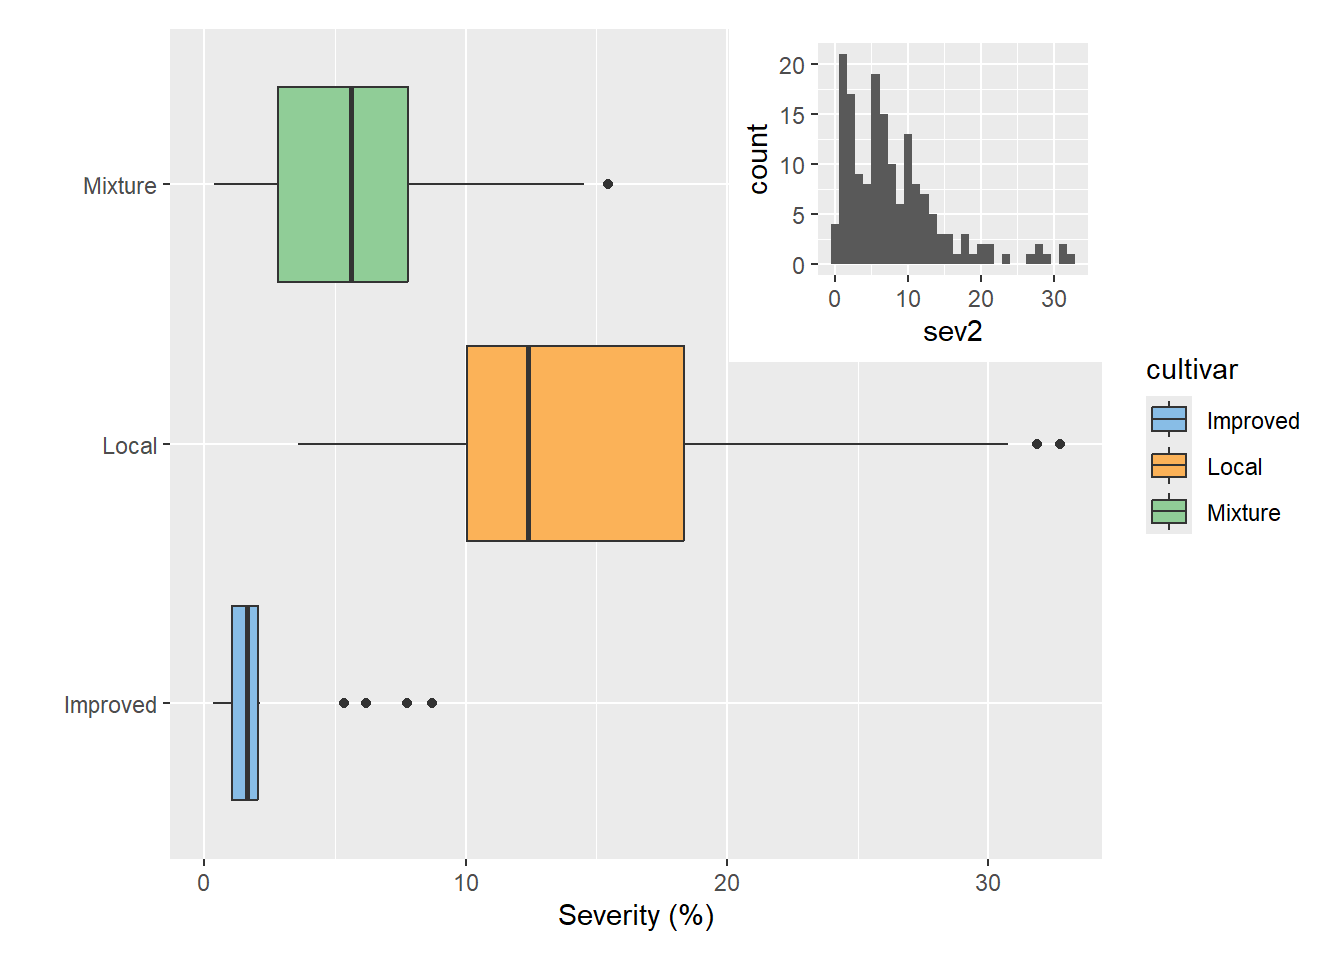 Mixture
Local
Improved
0 10 20 30
Severity (%)
count
20
15
10
5
0
0 10 20 30
sev2
cultivar
Improved
Local
Mixture